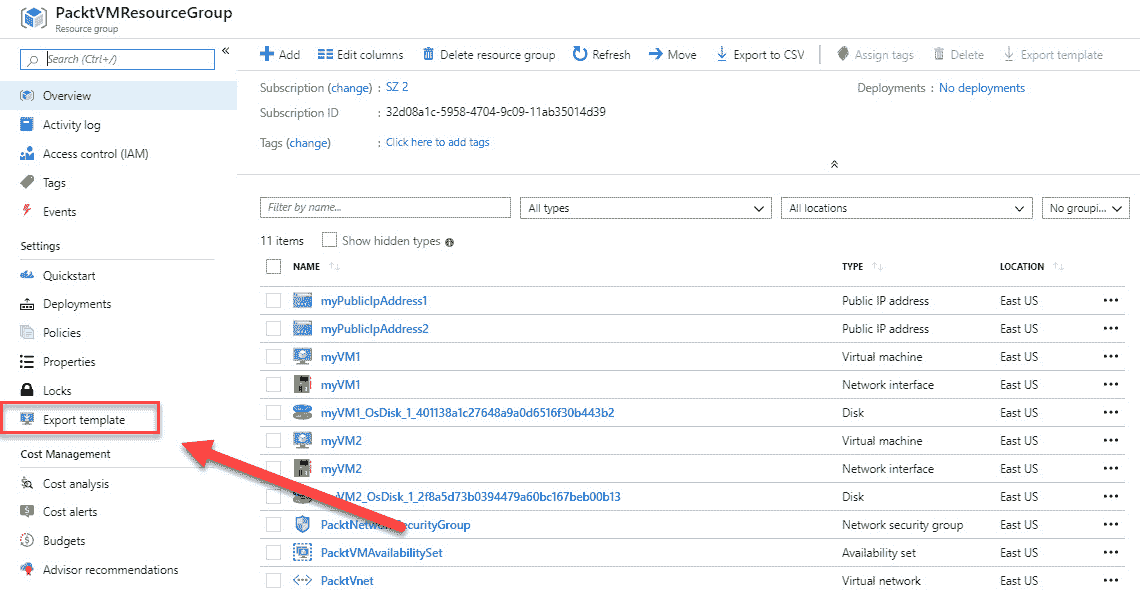 PacktVMResourceGroup
Resource group
Search (Ctrl+/)
«
Overview
Activity log
Access control (IAM)
Tags
Events
Settings
Quickstart
Deployments
Policies
Properties
Locks
Export template
Cost Management
Cost analysis
Cost alerts
Budgets
Advisor recommendations
Add Edit columns Delete resource group Refresh Move Export to CSV Assign tags Delete Export template
Subscription (change) : SZ 2 Deployments : No deployments
Subscription ID : 32d08a1c-5958-4704-9c09-11ab35014d39
Tags (change) : Click here to add tags
Filter by name... All types All locations No groupi...
11 items Show hidden types
NAME TYPE LOCATION
myPublicIpAddress1 Public IP address East US
myPublicIpAddress2 Public IP address East US
myVM1 Virtual machine East US
myVM1 Network interface East US
myVM1_OsDisk_1_401138a1c27648a9a0d6516f30b443b2 Disk East US
myVM2 Virtual machine East US
myVM2 Network interface East US
VM2_OsDisk_1_2f8a5d73b0394479a60bc167beb00b13 Disk East US
PacktNetworkSecurityGroup Network security group East US
PacktVMAvailabilitySet Availability set East US
PacktVnet Virtual network East US